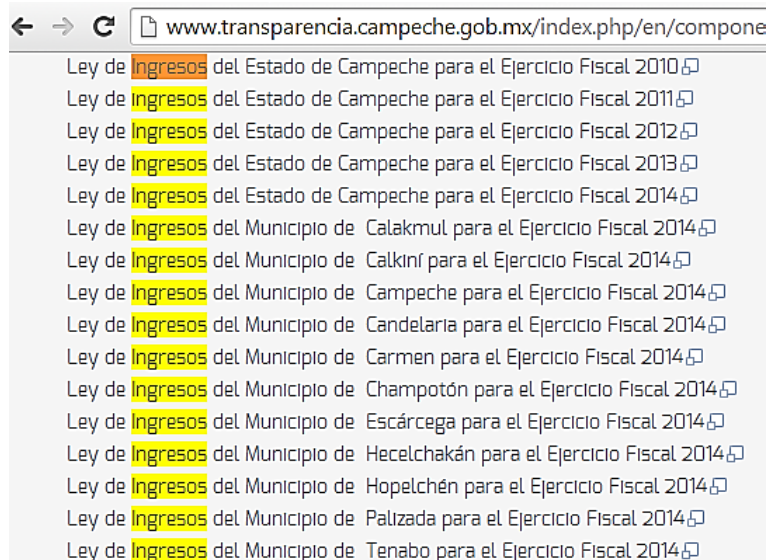 www.transparencia.campeche.gob.mx/index.php/en/compone
Ley de Ingresos del Estado de Campeche para el Ejercicio Fiscal 2010
Ley de Ingresos del Estado de Campeche para el Ejercicio Fiscal 2011
Ley de Ingresos del Estado de Campeche para el Ejercicio Fiscal 2012
Ley de Ingresos del Estado de Campeche para el Ejercicio Fiscal 2013
Ley de Ingresos del Estado de Campeche para el Ejercicio Fiscal 2014
Ley de Ingresos del Municipio de Calakmul para el Ejercicio Fiscal 2014
Ley de Ingresos del Municipio de Calkiní para el Ejercicio Fiscal 2014
Ley de Ingresos del Municipio de Campeche para el Ejercicio Fiscal 2014
Ley de Ingresos del Municipio de Candelaria para el Ejercicio Fiscal 2014
Ley de Ingresos del Municipio de Carmen para el Ejercicio Fiscal 2014
Ley de Ingresos del Municipio de Champotón para el Ejercicio Fiscal 2014
Ley de Ingresos del Municipio de Escárcega para el Ejercicio Fiscal 2014
Ley de Ingresos del Municipio de Hecelchakán para el Ejercicio Fiscal 2014
Ley de Ingresos del Municipio de Hopelchén para el Ejercicio Fiscal 2014
Ley de Ingresos del Municipio de Palizada para el Ejercicio Fiscal 2014
Ley de Ingresos del Municipio de Tenabo para el Ejercicio Fiscal 2014